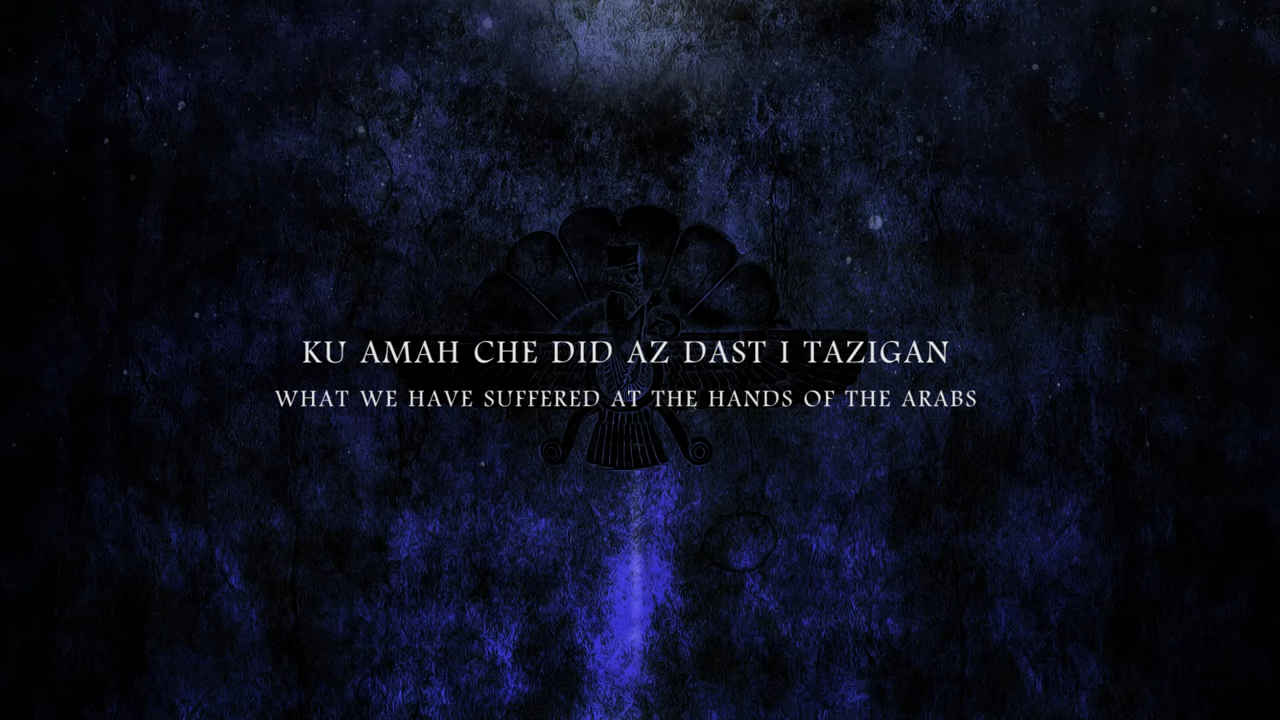 KU AMAH CHE DID AZ DAST I TAZIGAN
WHAT WE HAVE SUFFERED AT THE HANDS OF THE ARABS